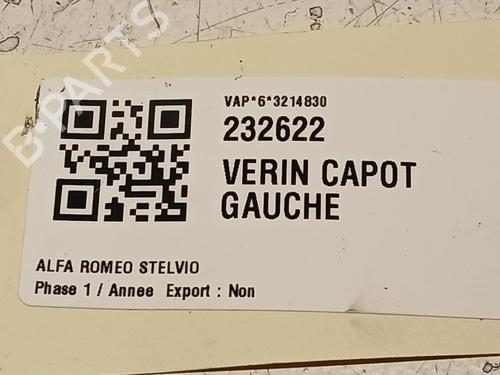 B-PARTS
VAP*6*3214830
232622
VERIN CAPOT
GAUCHE
ALFA ROMEO STELVIO
Phase 1 / Annee Export : Non